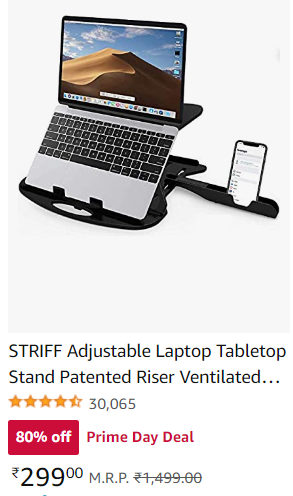 STRIFF Adjustable Laptop Tabletop
Stand Patented Riser Ventilated...
30,065
80% off Prime Day Deal
₹29900 M.R.P. ₹1,499.00